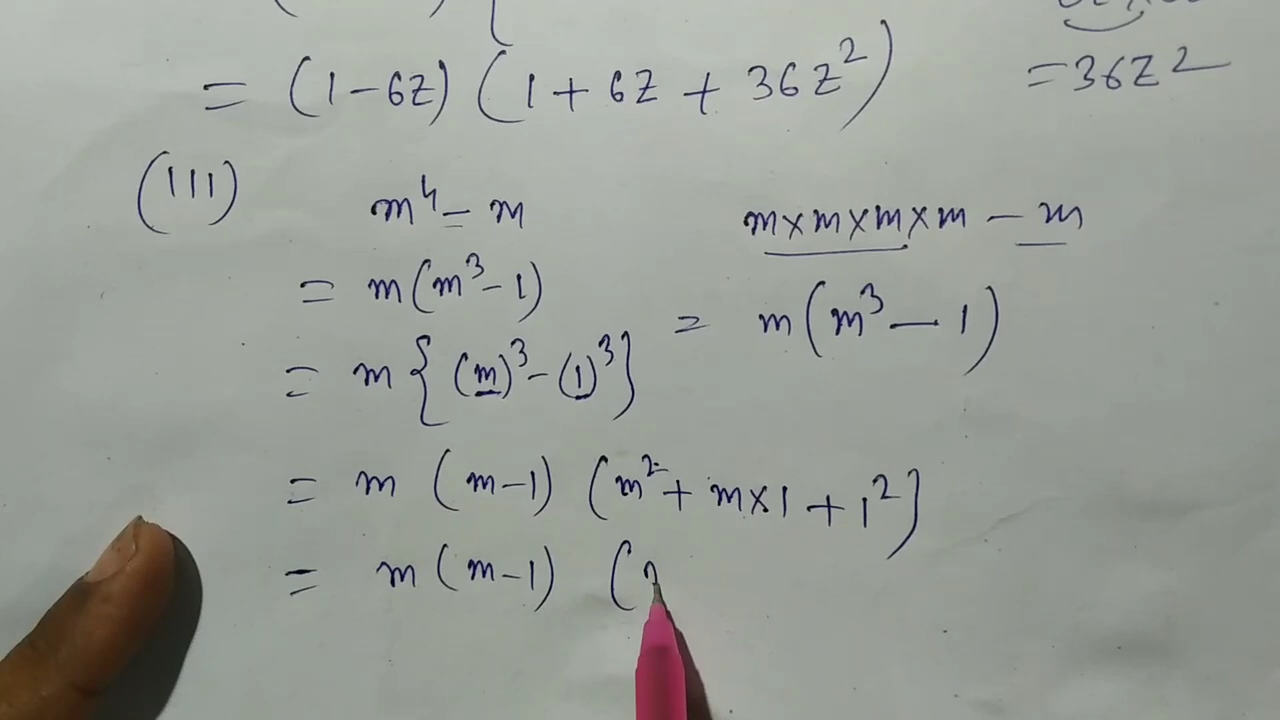 = (1-6Z) (1 + 6Z + 36Z²)
= 36Z²
(III)
m⁴ - m
m×m×m×m - m
= m(m³-1)
= m(m³ - 1)
= m{(m)³-(1)³}
= m (m-1) (m² + m×1 + 1²)
= m(m-1) (